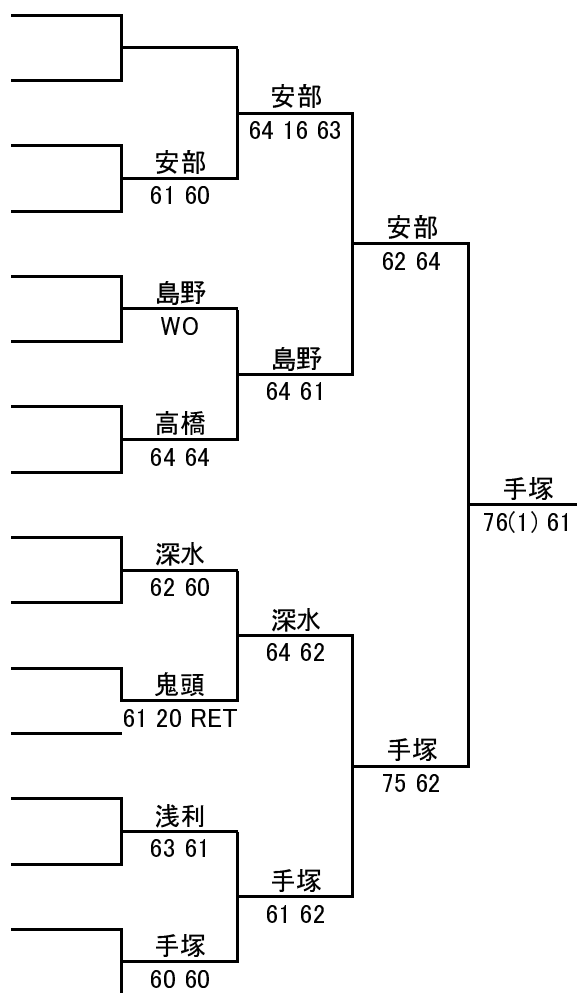 安部
64 16 63
安部
61 60
安部
62 64
島野
WO
島野
64 61
高橋
64 64
手塚
76(1) 61
深水
62 60
深水
64 62
鬼頭
61 20 RET
手塚
75 62
浅利
63 61
手塚
61 62
手塚
60 60